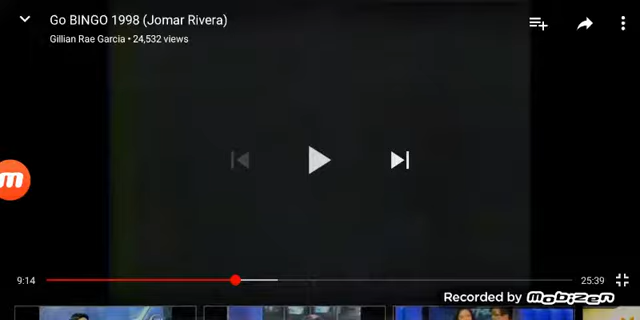 Go BINGO 1998 (Jomar Rivera)
Gillian Rae Garcia • 24,532 views
9:14
25:39
Recorded by mobizen